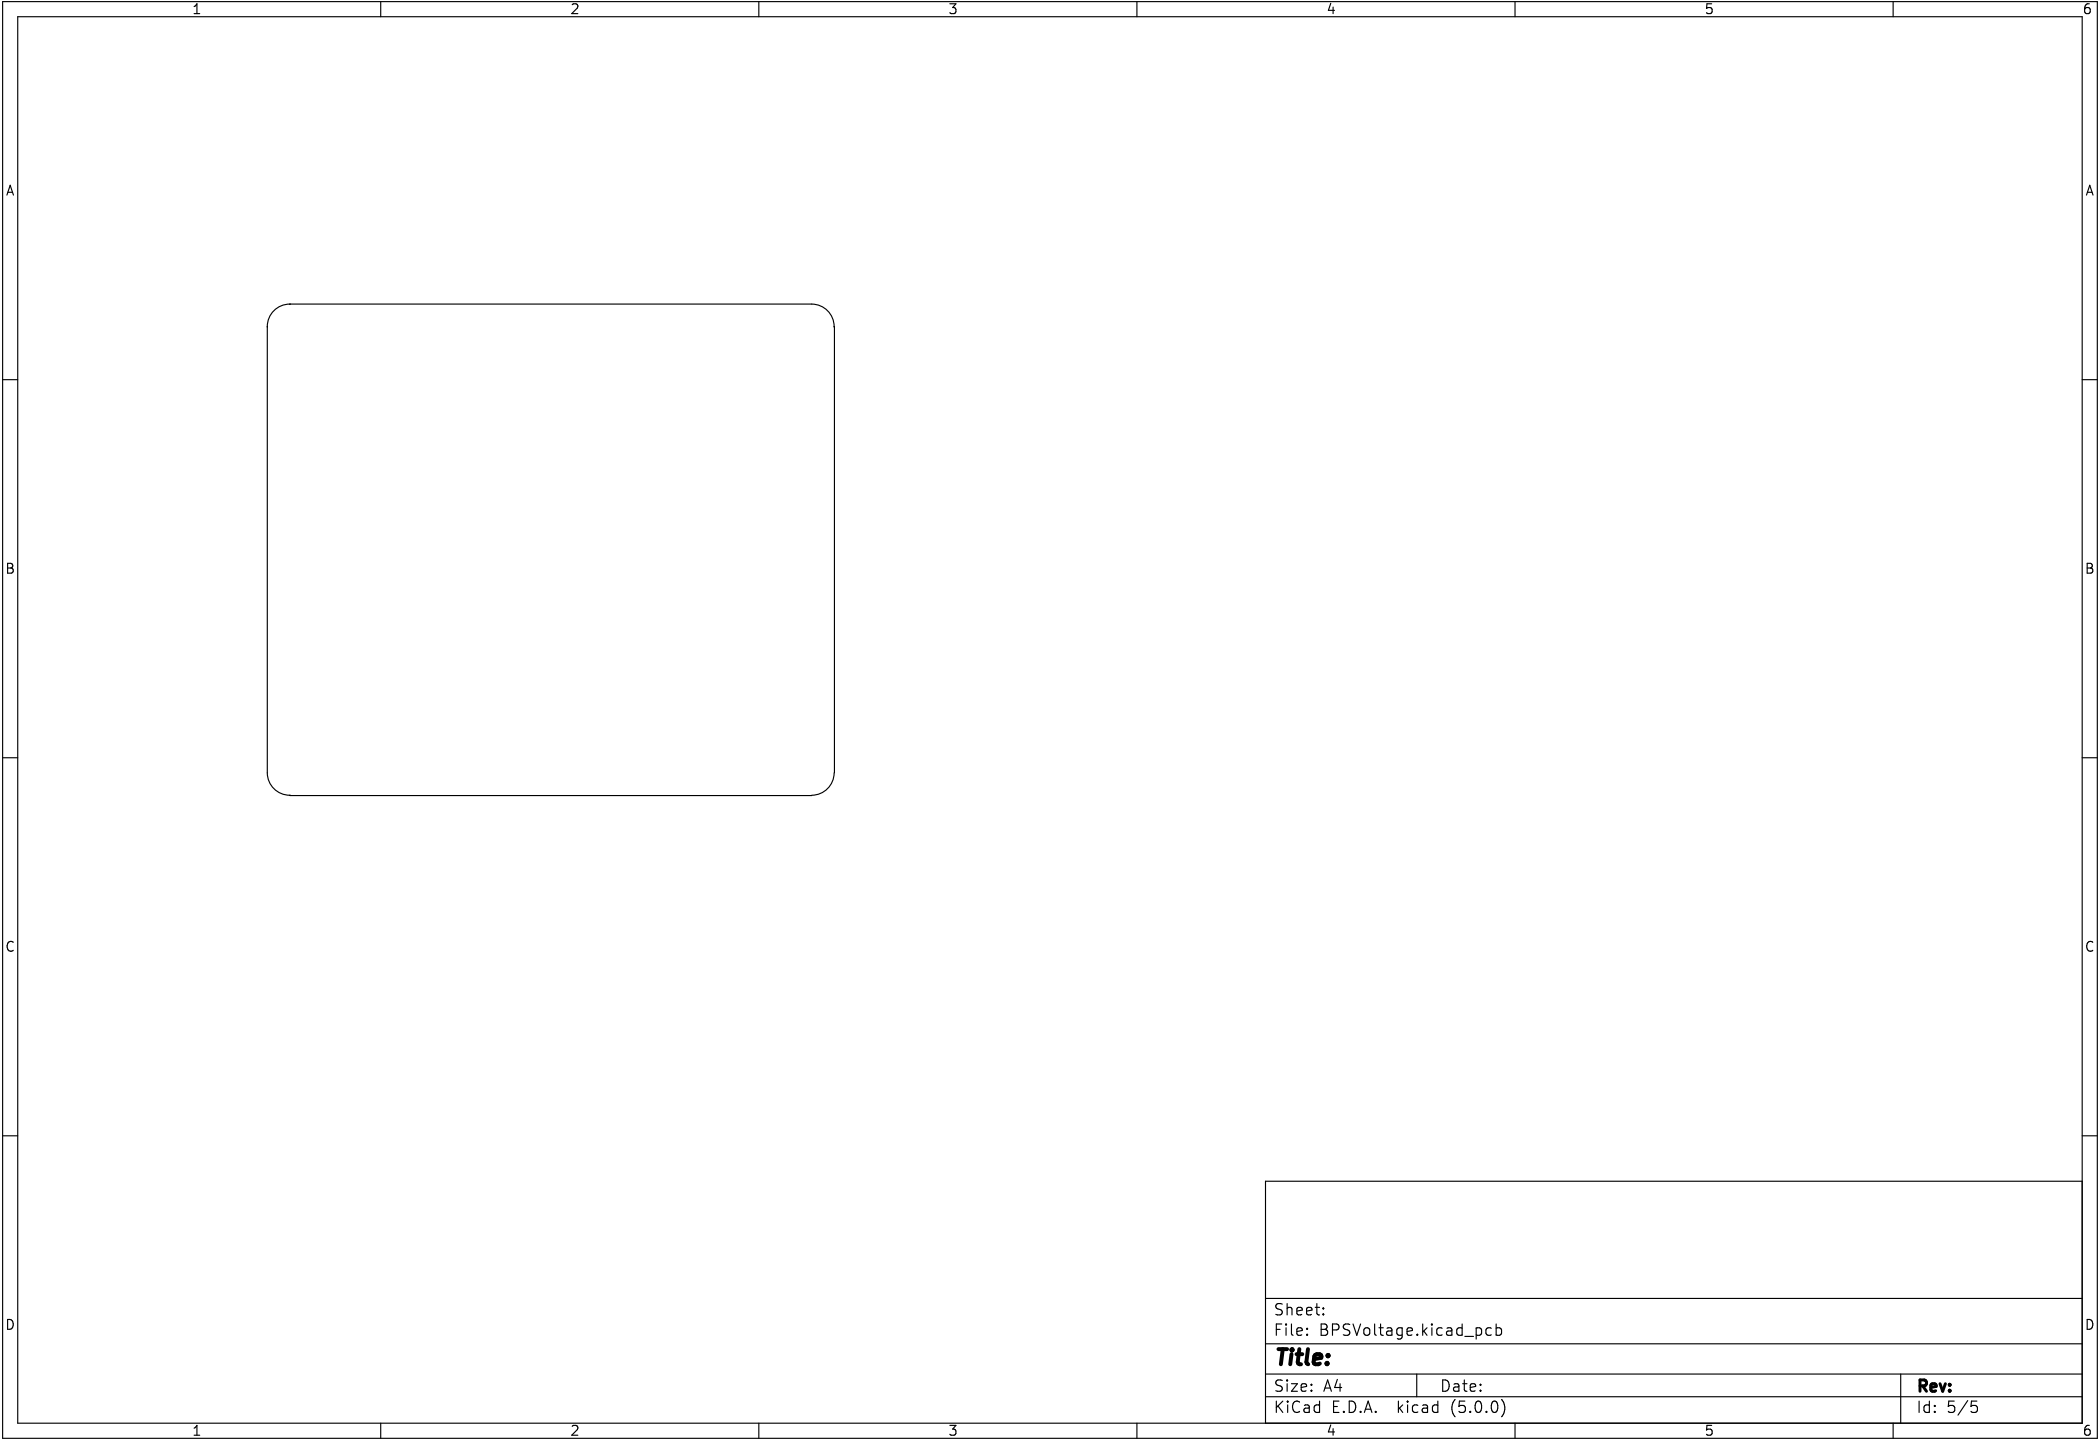 1 2 3 4 5 6
A A
B B
C C
Sheet:
File: BPSVoltage.kicad_pcb
D D
Title:
Size: A4 Date: Rev:
KiCad E.D.A. kicad (5.0.0) Id: 5/5
1 2 3 4 5 6